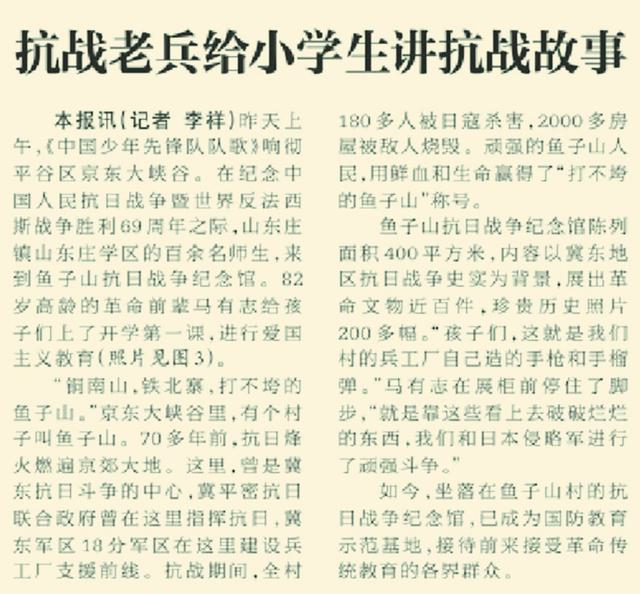 抗战老兵给小学生讲抗战故事
本报讯(记者 李祥)昨天上
午,《中国少年先锋队队歌》响彻
平谷区京东大峡谷。在纪念中
国人民抗日战争暨世界反法西
斯战争胜利69周年之际,山东庄
镇山东庄学区的百余名师生,来
到鱼子山抗日战争纪念馆。82
岁高龄的革命前辈马有志给孩
子们上了开学第一课,进行爱国
主义教育(照片见图3)。
“铜南山,铁北寨,打不垮的
鱼子山。”京东大峡谷里,有个村
子叫鱼子山。70多年前,抗日烽
火燃遍京郊大地。这里,曾是冀
东抗日斗争的中心,冀平密抗日
联合政府曾在这里指挥抗日,冀
东军区18分军区在这里建设兵
工厂支援前线。抗战期间,全村
180多人被日寇杀害,2000多房
屋被敌人烧毁。顽强的鱼子山人
民,用鲜血和生命赢得了“打不垮
的鱼子山”称号。
鱼子山抗日战争纪念馆陈列
面积400平方米,内容以冀东地
区抗日战争史实为背景,展出革
命文物近百件,珍贵历史照片
200多幅。“孩子们,这就是我们
村的兵工厂自己造的手枪和手榴
弹。”马有志在展柜前停住了脚
步,“就是靠这些看上去破破烂烂
的东西,我们和日本侵略军进行
了顽强斗争。”
如今,坐落在鱼子山村的抗
日战争纪念馆,已成为国防教育
示范基地,接待前来接受革命传
统教育的各界群众。